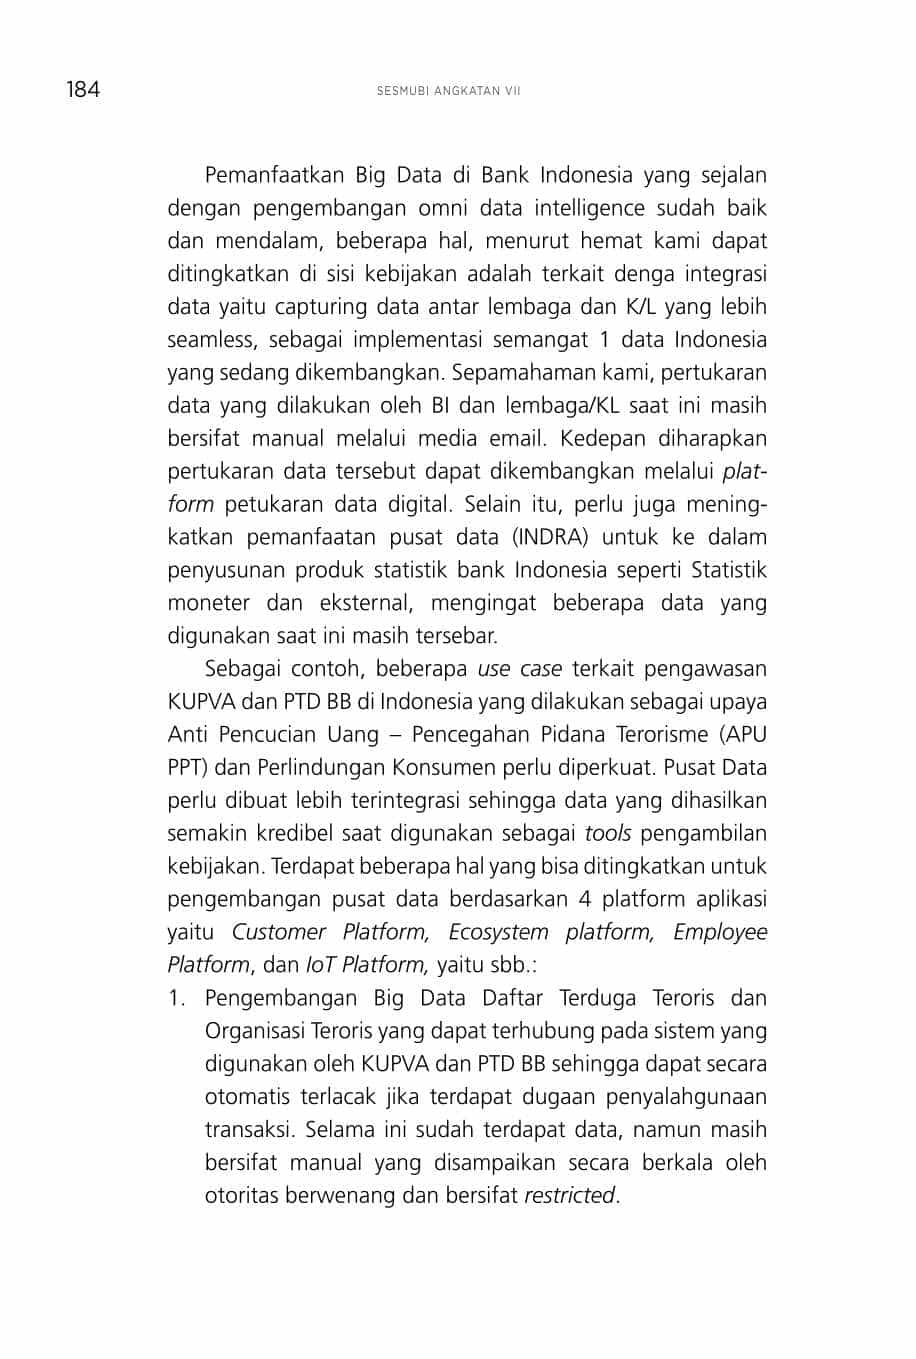 184
SESMUBI ANGKATAN VII
Pemanfaatkan Big Data di Bank Indonesia yang sejalan
dengan pengembangan omni data intelligence sudah baik
dan mendalam, beberapa hal, menurut hemat kami dapat
ditingkatkan di sisi kebijakan adalah terkait denga integrasi
data yaitu capturing data antar lembaga dan K/L yang lebih
seamless, sebagai implementasi semangat 1 data Indonesia
yang sedang dikembangkan. Sepamahaman kami, pertukaran
data yang dilakukan oleh BI dan lembaga/KL saat ini masih
bersifat manual melalui media email. Kedepan diharapkan
pertukaran data tersebut dapat dikembangkan melalui plat-
form petukaran data digital. Selain itu, perlu juga mening-
katkan pemanfaatan pusat data (INDRA) untuk ke dalam
penyusunan produk statistik bank Indonesia seperti Statistik
moneter dan eksternal, mengingat beberapa data yang
digunakan saat ini masih tersebar.
Sebagai contoh, beberapa use case terkait pengawasan
KUPVA dan PTD BB di Indonesia yang dilakukan sebagai upaya
Anti Pencucian Uang – Pencegahan Pidana Terorisme (APU
PPT) dan Perlindungan Konsumen perlu diperkuat. Pusat Data
perlu dibuat lebih terintegrasi sehingga data yang dihasilkan
semakin kredibel saat digunakan sebagai tools pengambilan
kebijakan. Terdapat beberapa hal yang bisa ditingkatkan untuk
pengembangan pusat data berdasarkan 4 platform aplikasi
yaitu Customer Platform, Ecosystem platform, Employee
Platform, dan IoT Platform, yaitu sbb.:
1. Pengembangan Big Data Daftar Terduga Teroris dan
Organisasi Teroris yang dapat terhubung pada sistem yang
digunakan oleh KUPVA dan PTD BB sehingga dapat secara
otomatis terlacak jika terdapat dugaan penyalahgunaan
transaksi. Selama ini sudah terdapat data, namun masih
bersifat manual yang disampaikan secara berkala oleh
otoritas berwenang dan bersifat restricted.